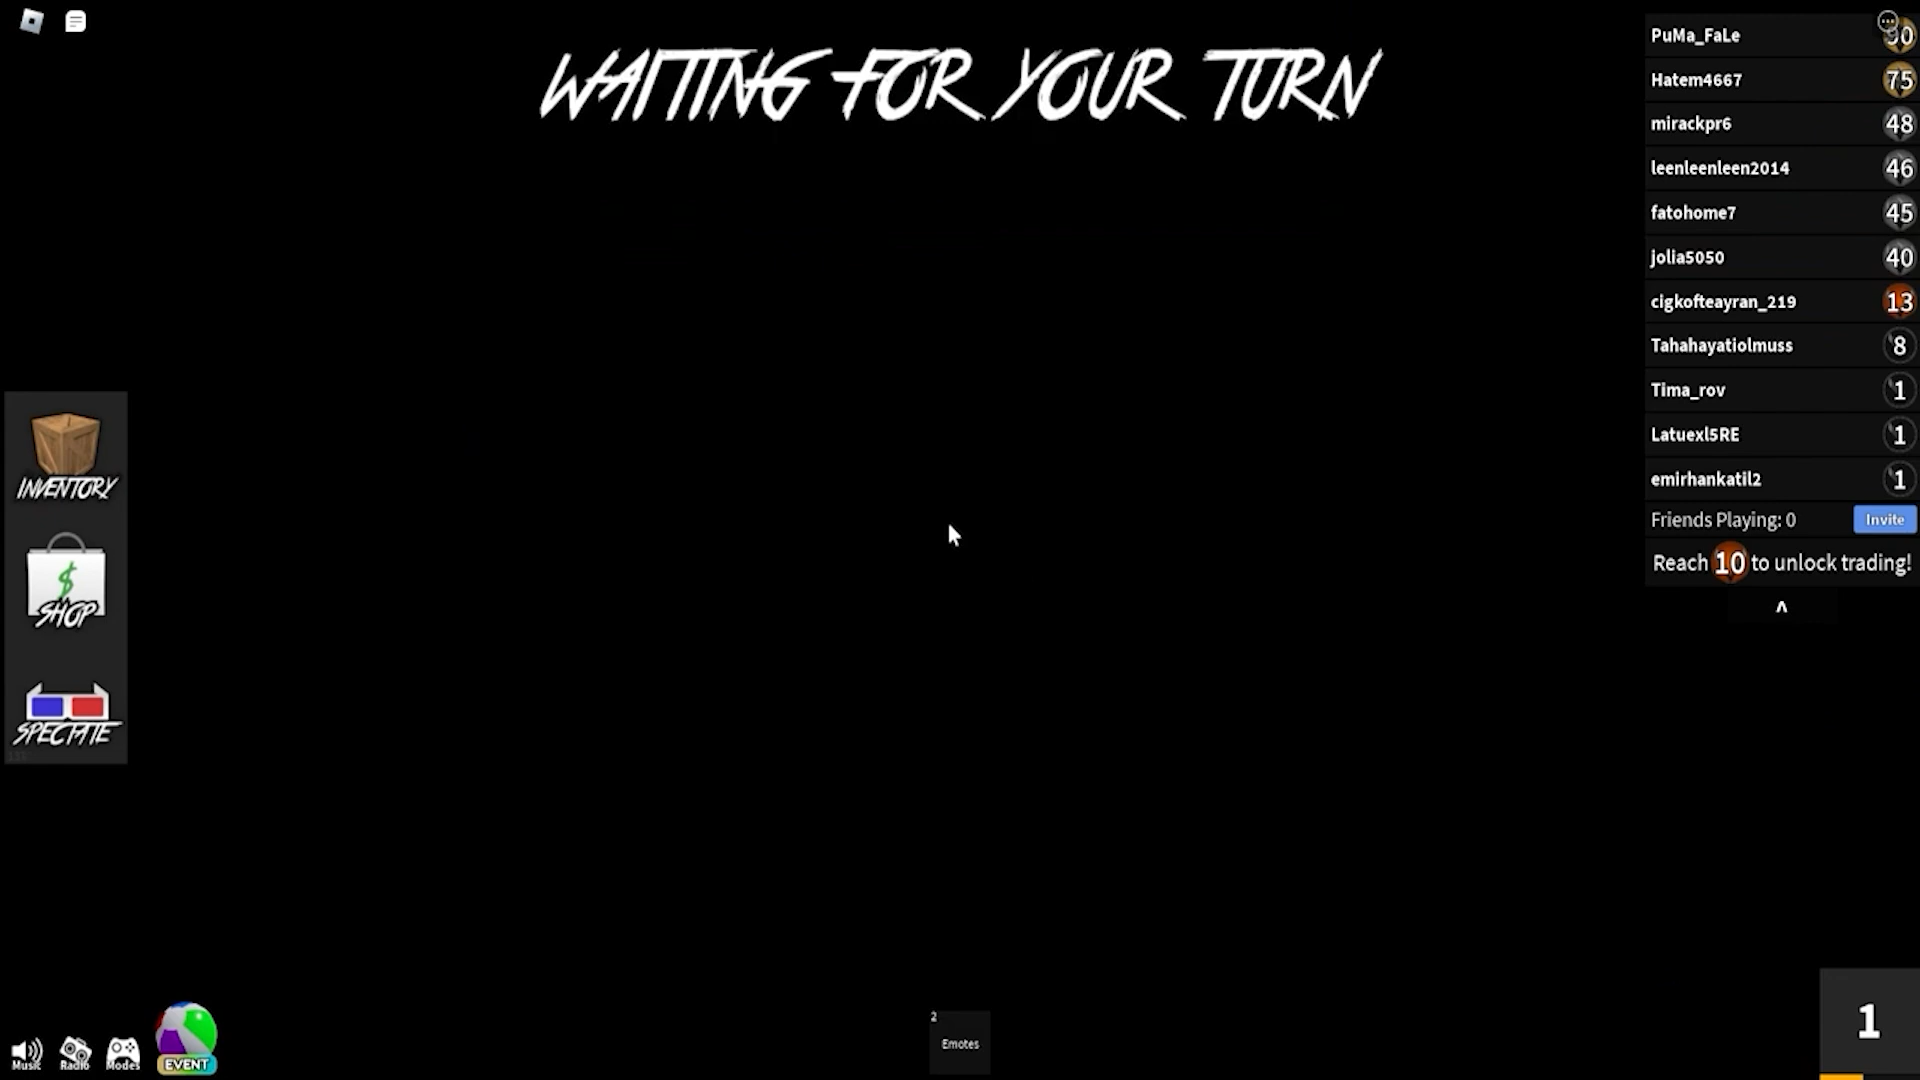 WAITING FOR YOUR TURN
PuMa_FaLe
Hatem4667 75
mirackpr6 48
leenleenleen2014 46
fatohome7 45
jolia5050 40
cigkofteayran_219 13
Tahahayatiolmuss 8
Tima_rov 1
Latuexl5RE 1
emirhankatil2 1
Friends Playing: 0 Invite
Reach 10 to unlock trading!
INVENTORY
$
SHOP
SPECTATE
Music
Radio
Modes
EVENT
2
Emotes
1